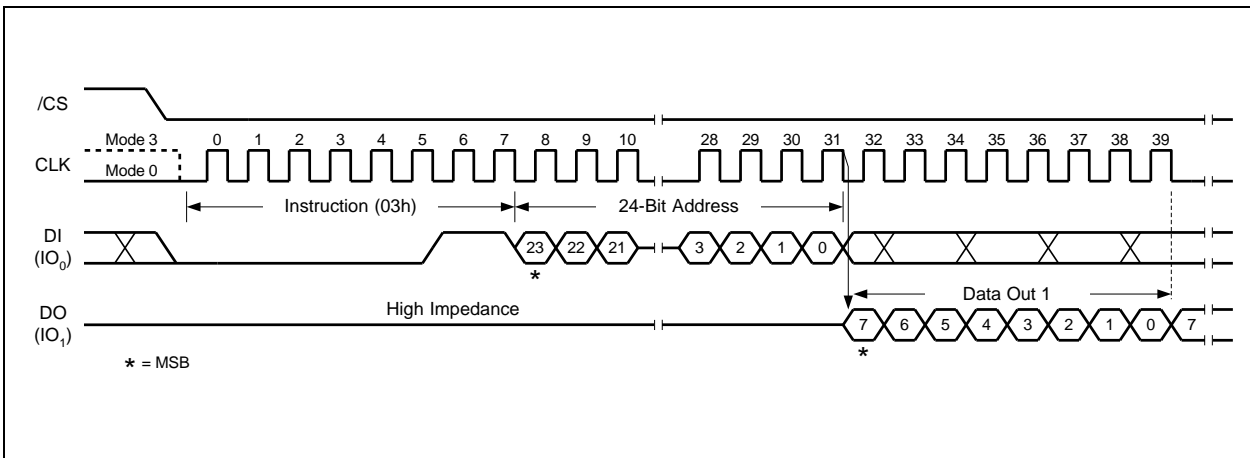 /CS
Mode 3
CLK
Mode 0
0 1 2 3 4 5 6 7 8 9 10 28 29 30 31 32 33 34 35 36 37 38 39
Instruction (03h)
24-Bit Address
DI
(IO0)
23 22 21 3 2 1 0
*
High Impedance
Data Out 1
DO
(IO1)
7 6 5 4 3 2 1 0 7
*
* = MSB